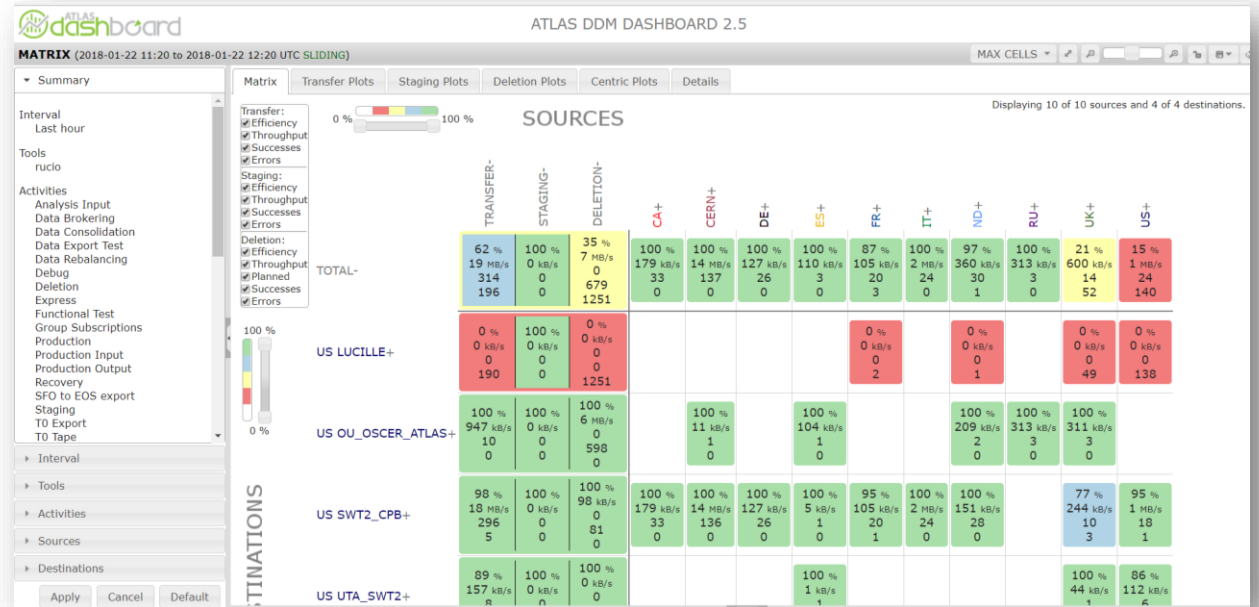 ATLAS
dashboard
ATLAS DDM DASHBOARD 2.5
MATRIX (2018-01-22 11:20 to 2018-01-22 12:20 UTC SLIDING)
MAX CELLS
Summary
Interval
Last hour
Tools
rucio
Activities
Analysis Input
Data Brokering
Data Consolidation
Data Export Test
Data Rebalancing
Debug
Deletion
Express
Functional Test
Group Subscriptions
Production
Production Input
Production Output
Recovery
SFO to EOS export
Staging
T0 Export
T0 Tape
Interval
Tools
Activities
Sources
Destinations
Apply Cancel Default
Matrix Transfer Plots Staging Plots Deletion Plots Centric Plots Details
Transfer:
Efficiency
Throughput
Successes
Errors
Staging:
Efficiency
Throughput
Successes
Errors
Deletion:
Efficiency
Throughput
Planned
Successes
Errors
0 % 100 %
SOURCES
Displaying 10 of 10 sources and 4 of 4 destinations.
100 %
0 %
DESTINATIONS
TRANSFER- STAGING- DELETION- CA+ CERN+ DE+ ES+ FR+ IT+ ND+ RU+ UK+ US+
TOTAL-
62 % 100 % 35 % 100 % 100 % 100 % 100 % 87 % 100 % 97 % 100 % 21 % 15 %
19 MB/s 0 kB/s 7 MB/s 179 kB/s 14 MB/s 127 kB/s 110 kB/s 105 kB/s 2 MB/s 360 kB/s 313 kB/s 600 kB/s 1 MB/s
314 0 0 33 137 26 3 20 24 30 3 14 24
196 0 679 0 0 0 0 3 0 1 0 52 140
1251
US LUCILLE+
0 % 100 % 0 % 0 % 0 % 0 % 0 %
0 kB/s 0 kB/s 0 kB/s 0 kB/s 0 kB/s 0 kB/s 0 kB/s
0 0 0 0 0 0 0
190 0 0 2 1 49 138
1251
US OU_OSCER_ATLAS+
100 % 100 % 100 % 100 % 100 % 100 % 100 % 100 %
947 kB/s 0 kB/s 6 MB/s 11 kB/s 104 kB/s 209 kB/s 313 kB/s 311 kB/s
10 0 0 1 1 2 3 3
0 0 598 0 0 0 0 0
0
US SWT2_CPB+
98 % 100 % 100 % 100 % 100 % 100 % 100 % 95 % 100 % 100 % 77 % 95 %
18 MB/s 0 kB/s 98 kB/s 179 kB/s 14 MB/s 127 kB/s 5 kB/s 105 kB/s 2 MB/s 151 kB/s 244 kB/s 1 MB/s
296 0 0 33 136 26 1 20 24 28 10 18
5 0 81 0 0 0 0 1 0 0 3 1
0
US UTA_SWT2+
89 % 100 % 100 % 100 % 100 % 86 %
157 kB/s 0 kB/s 0 kB/s 1 kB/s 44 kB/s 112 kB/s
8 0 0 1 1 6